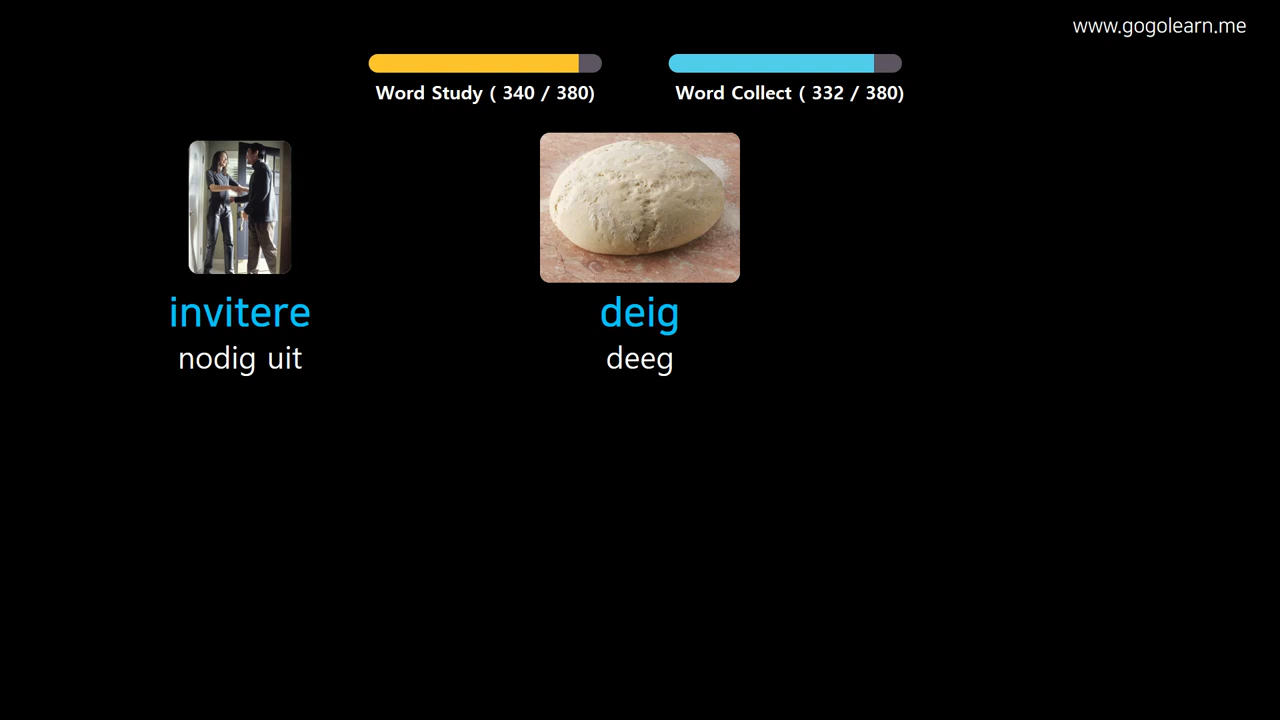 www.gogolearn.me
Word Study ( 340 / 380)
Word Collect ( 332 / 380)
invitere
nodig uit
deig
deeg